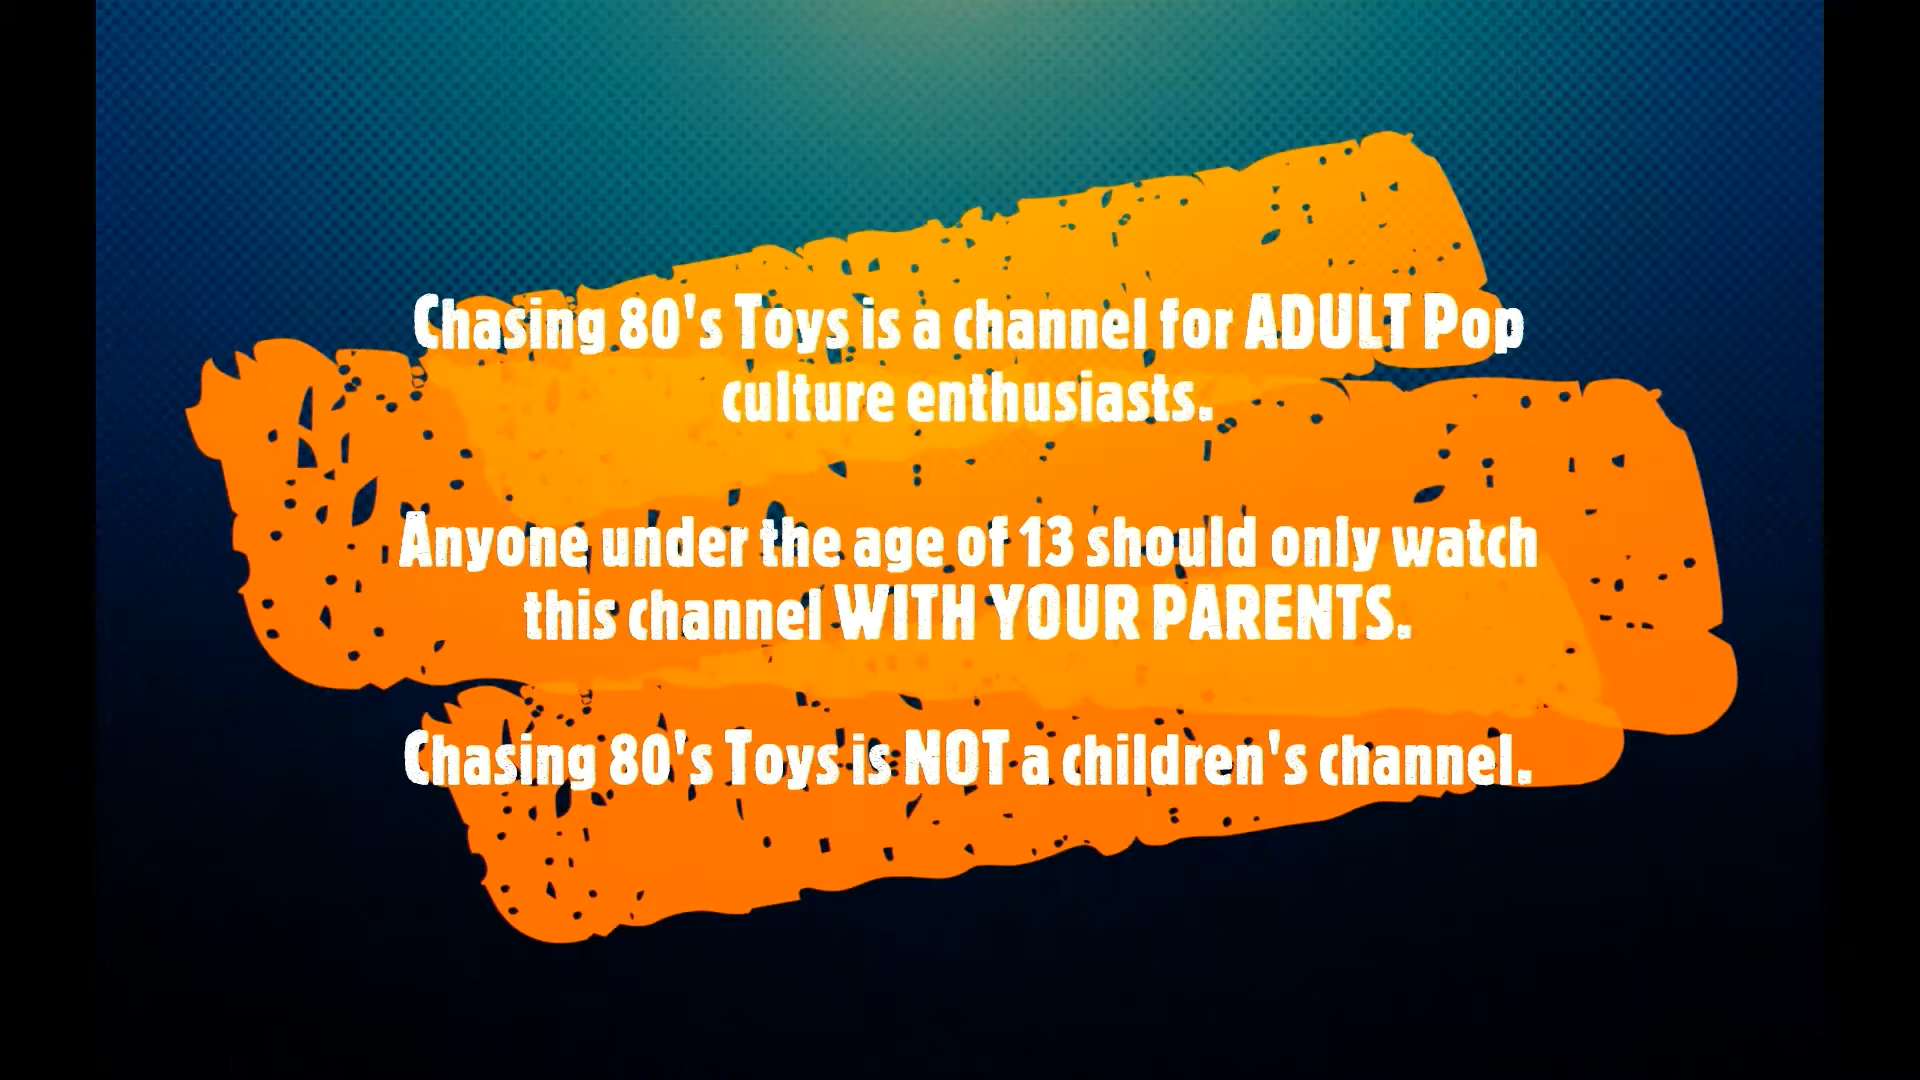 Chasing 80's Toys is a channel for ADULT Pop
culture enthusiasts.
Anyone under the age of 13 should only watch
this channel WITH YOUR PARENTS.
Chasing 80's Toys is NOT a children's channel.